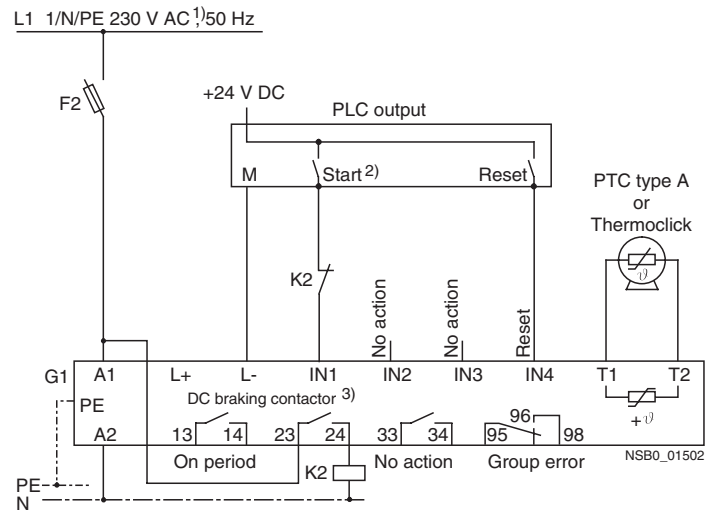 L1 1/N/PE 230 V AC 1), 50 Hz
F2
+24 V DC
PLC output
M
Start 2)
Reset
PTC type A
or
Thermoclick
ϑ
K2
No action
No action
Reset
G1 A1 L+ L- IN1 IN2 IN3 IN4 T1 T2
PE
DC braking contactor 3)
96
+ϑ
A2 13 14 23 24 33 34 95 98
On period
K2
No action
Group error
NSB0_01502
PE
N